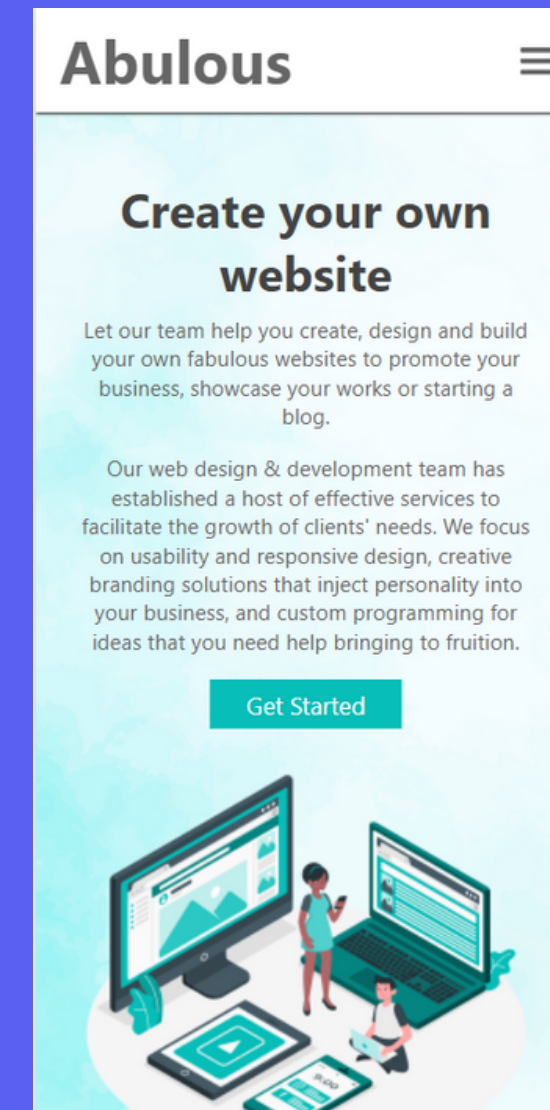 Abulous
Create your own
website
Let our team help you create, design and build
your own fabulous websites to promote your
business, showcase your works or starting a
blog.
Our web design & development team has
established a host of effective services to
facilitate the growth of clients' needs. We focus
on usability and responsive design, creative
branding solutions that inject personality into
your business, and custom programming for
ideas that you need help bringing to fruition.
Get Started
9:00